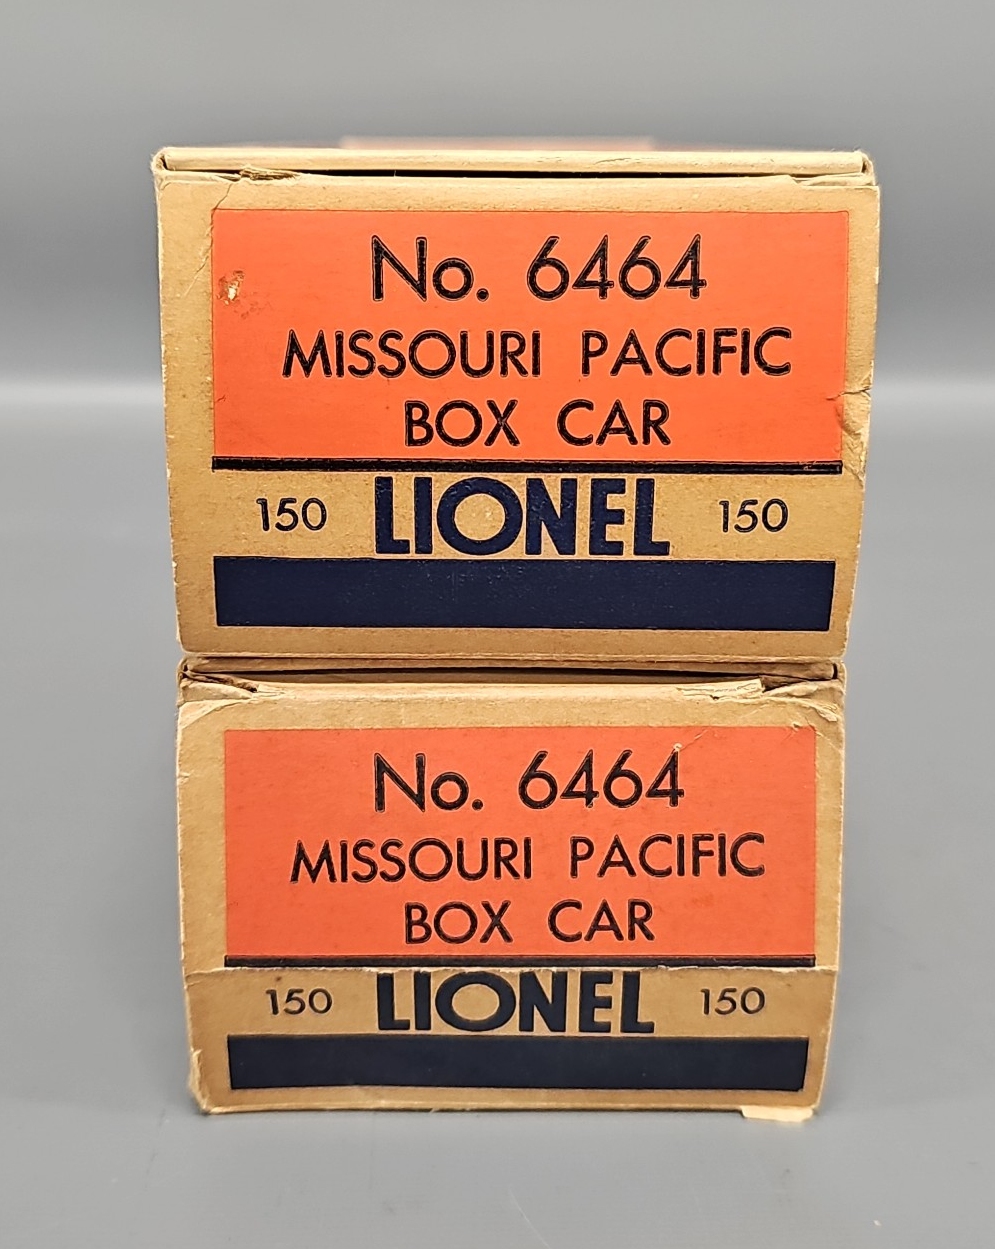 No. 6464
MISSOURI PACIFIC
BOX CAR
150 LIONEL 150
No. 6464
MISSOURI PACIFIC
BOX CAR
150 LIONEL 150